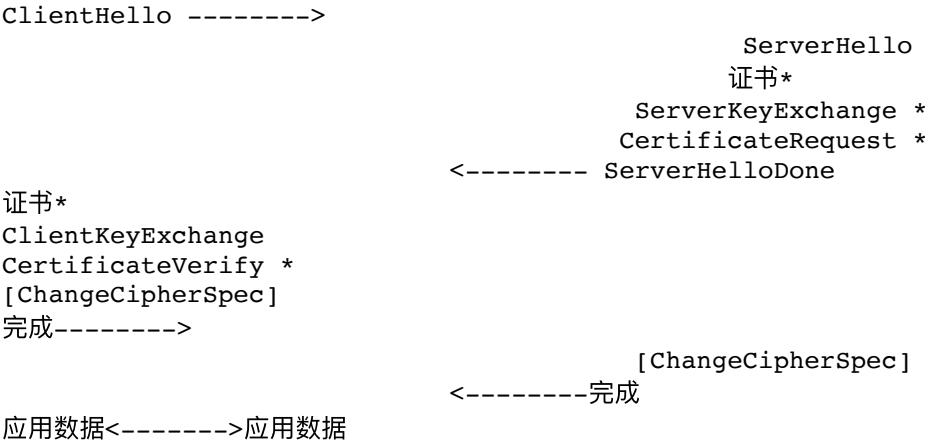 ClientHello -------->
ServerHello
证书*
ServerKeyExchange *
CertificateRequest *
<-------- ServerHelloDone
证书*
ClientKeyExchange
CertificateVerify *
[ChangeCipherSpec]
完成-------->
[ChangeCipherSpec]
<--------完成
应用数据<------->应用数据